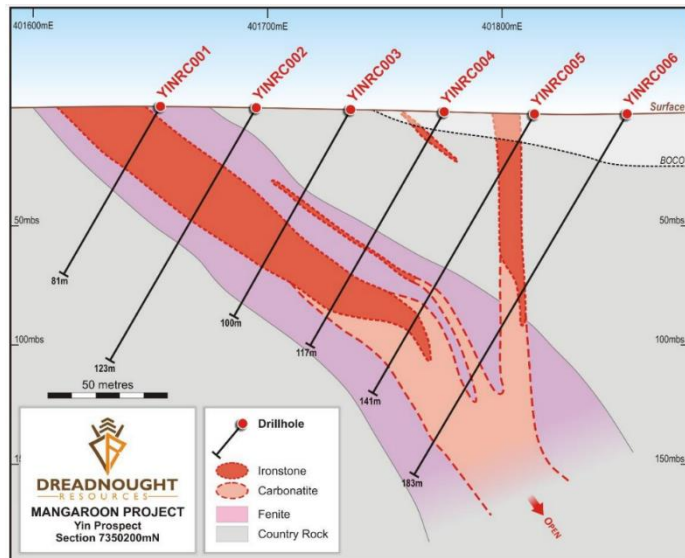 401600mE
401700mE
401800mE
YINRC001
YINRC002
YINRC003
YINRC004
YINRC005
YINRC006
Surface
BOCO
50mbs
50mbs
81m
100m
100mbs
117m
100mbs
123m
141m
50 metres
183m
150mbs
OPEN
DREADNOUGHT
RESOURCES
MANGAROON PROJECT
Yin Prospect
Section 7350200mN
Drillhole
Ironstone
Carbonatite
Fenite
Country Rock